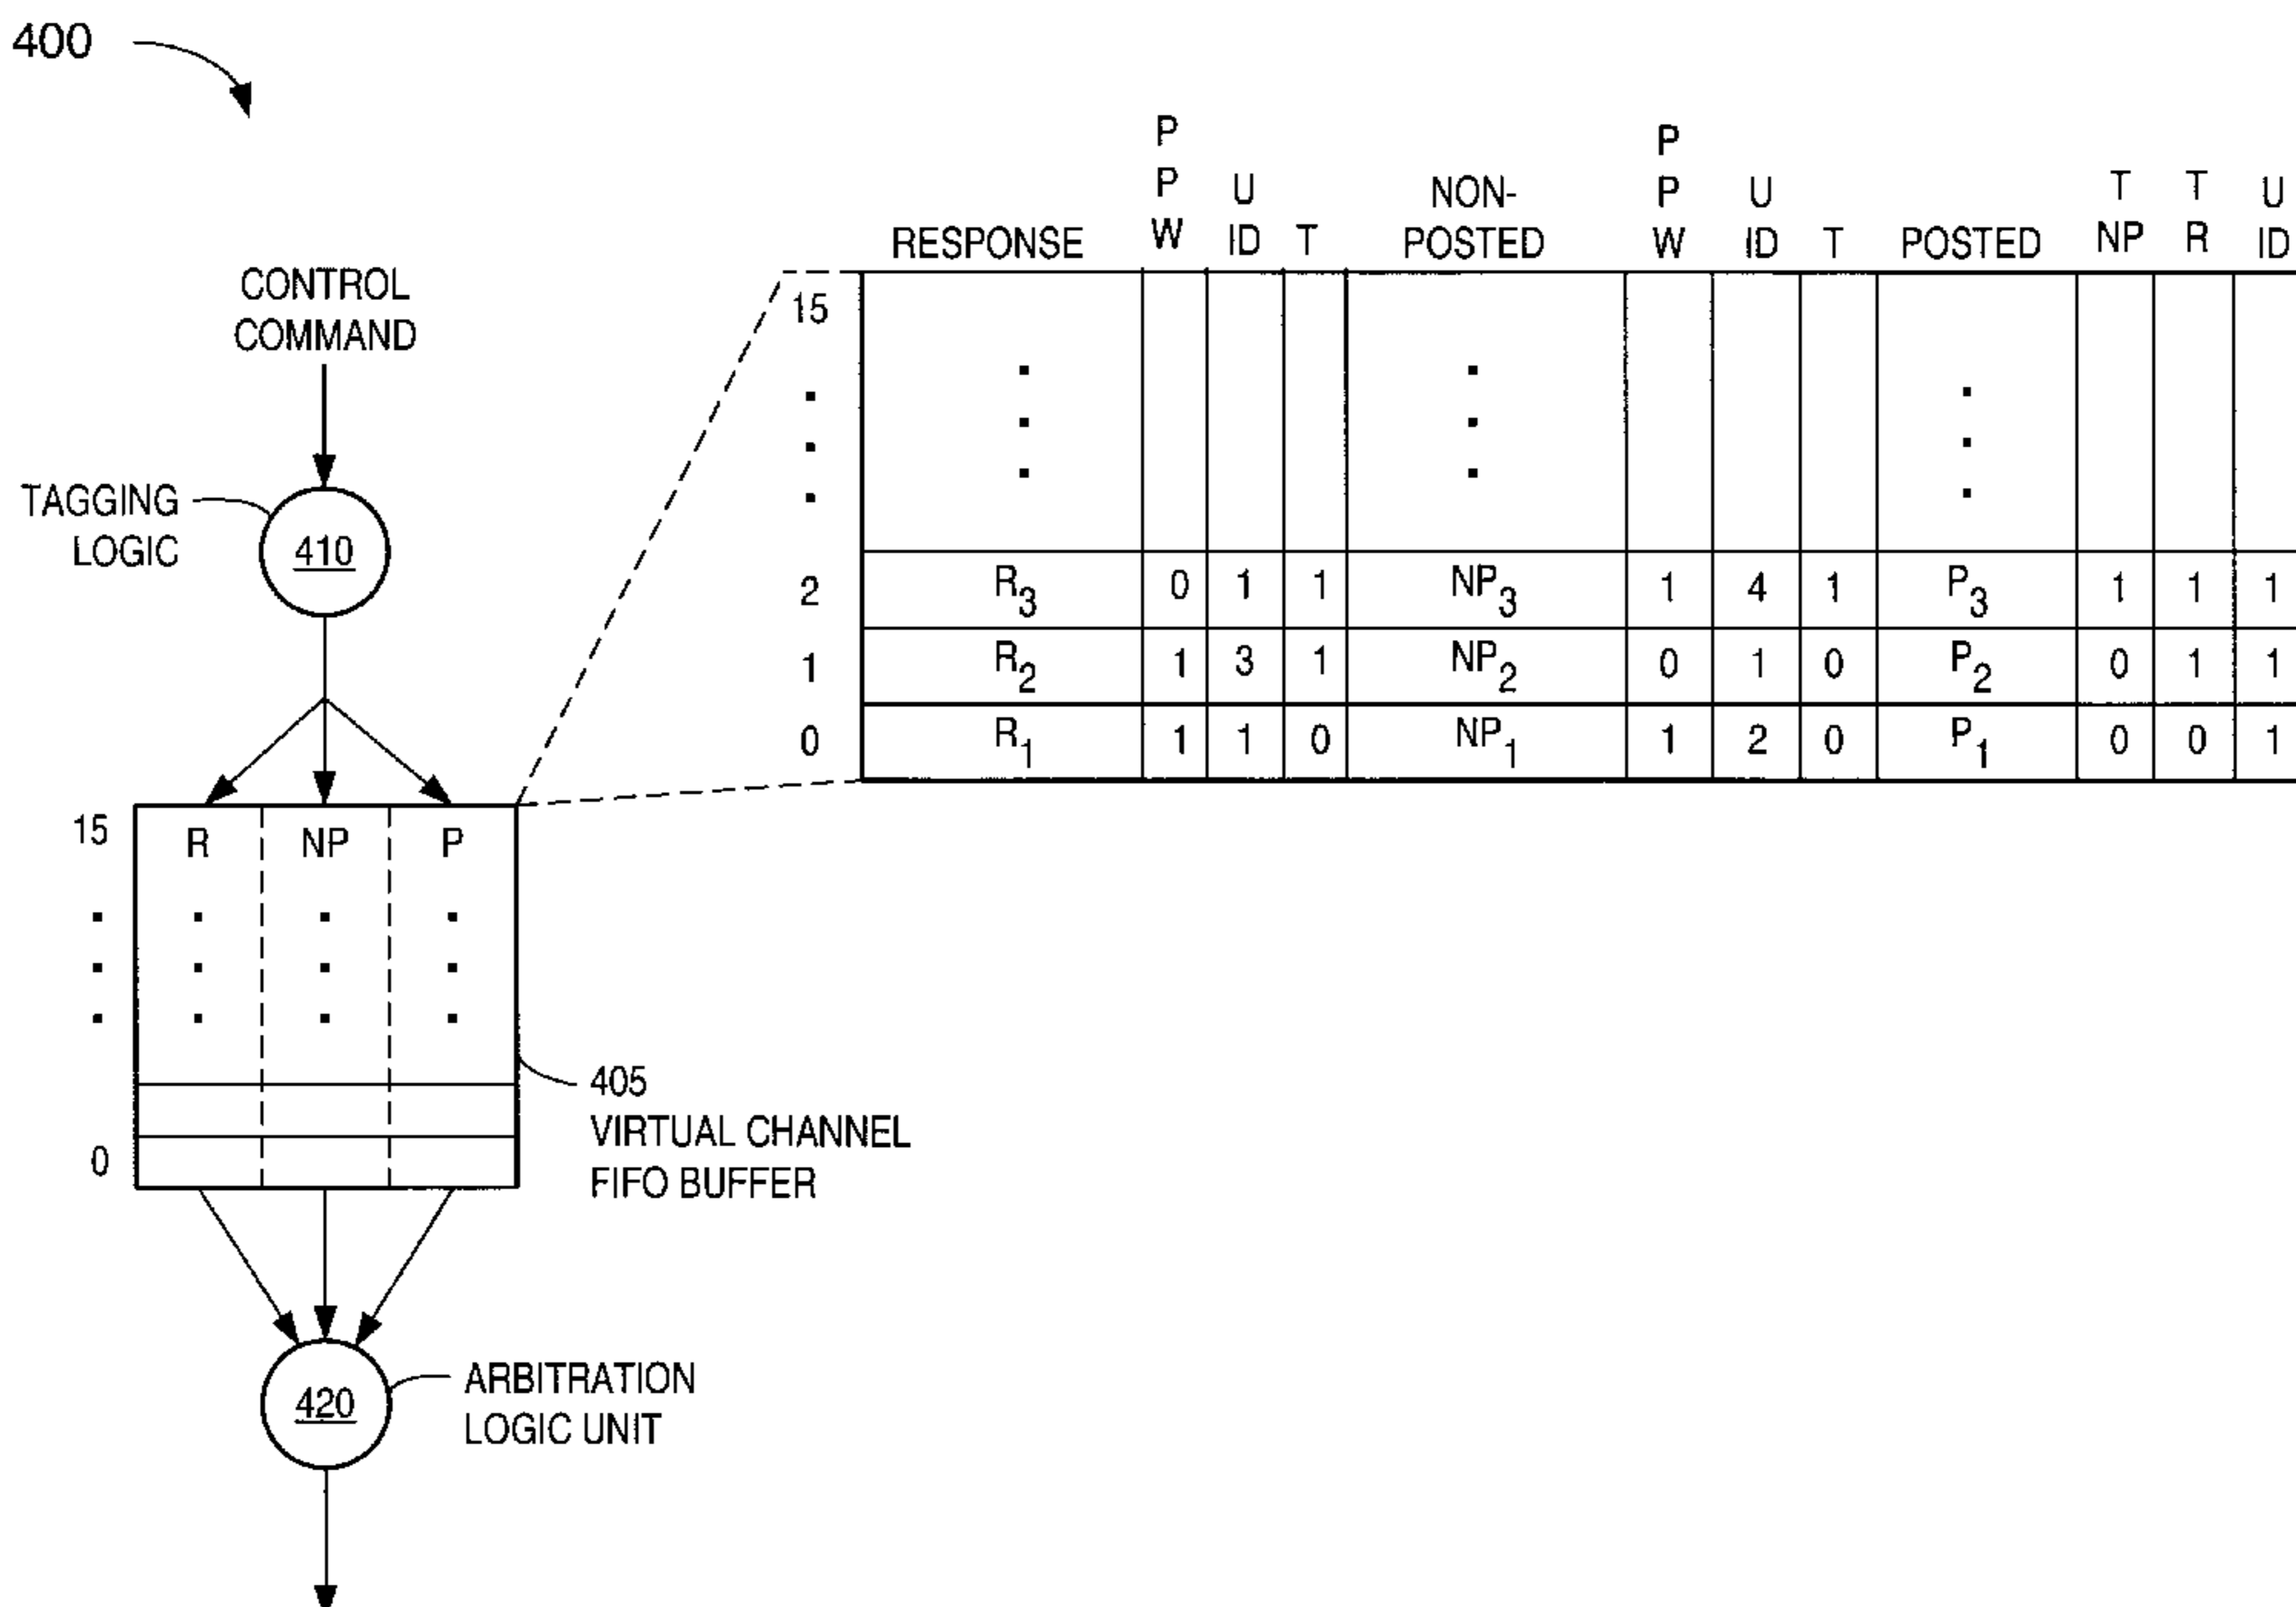 400
P P
P U P U T T U
W ID T W ID T NP R ID
RESPONSE NON-POSTED POSTED
CONTROL
COMMAND
15
TAGGING
LOGIC
410
2 R3 0 1 1 NP3 1 4 1 P3 1 1 1
1 R2 1 3 1 NP2 0 1 0 P2 0 1 1
0 R1 1 1 0 NP1 1 2 0 P1 0 0 1
15 R NP P
0
405
VIRTUAL CHANNEL
FIFO BUFFER
420
ARBITRATION
LOGIC UNIT